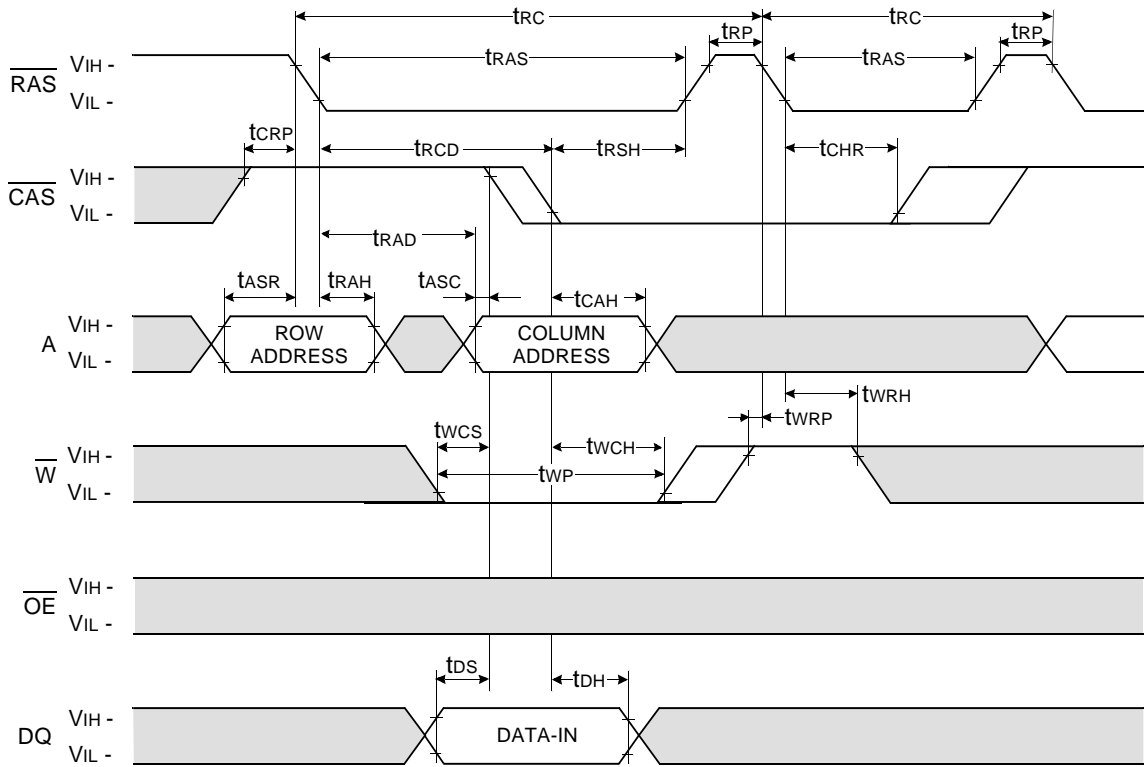 tRC tRC
tRP tRP
RAS VIH - tRAS tRAS
VIL -
tCRP tRCD tRSH tCHR
CAS VIH -
VIL -
tRAD
tASR tRAH tASC tCAH
A VIH - ROW ADDRESS COLUMN ADDRESS
VIL -
tWRH
tWRP
tWCS tWCH
W VIH - tWP
VIL -
OE VIH -
VIL -
tDS tDH
DQ VIH - DATA-IN
VIL -